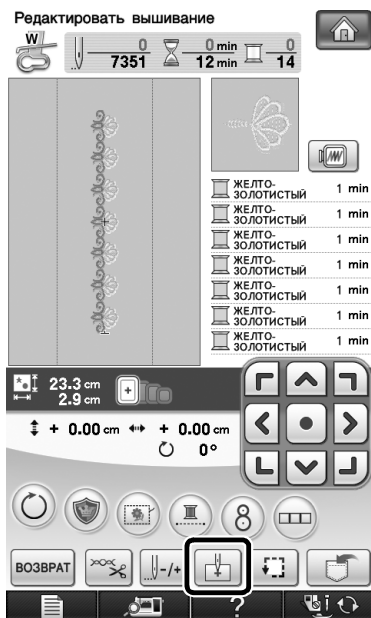 Редактировать вышивание
W
0 0 min 0
7351 12 min 14
ЖЕЛТО-
ЗОЛОТИСТЫЙ 1 min
ЖЕЛТО-
ЗОЛОТИСТЫЙ 1 min
ЖЕЛТО-
ЗОЛОТИСТЫЙ 1 min
ЖЕЛТО-
ЗОЛОТИСТЫЙ 1 min
ЖЕЛТО-
ЗОЛОТИСТЫЙ 1 min
ЖЕЛТО-
ЗОЛОТИСТЫЙ 1 min
ЖЕЛТО-
ЗОЛОТИСТЫЙ 1 min
23.3 cm
2.9 cm
+ 0.00 cm + 0.00 cm
0°
8
ВОЗВРАТ -/+
?